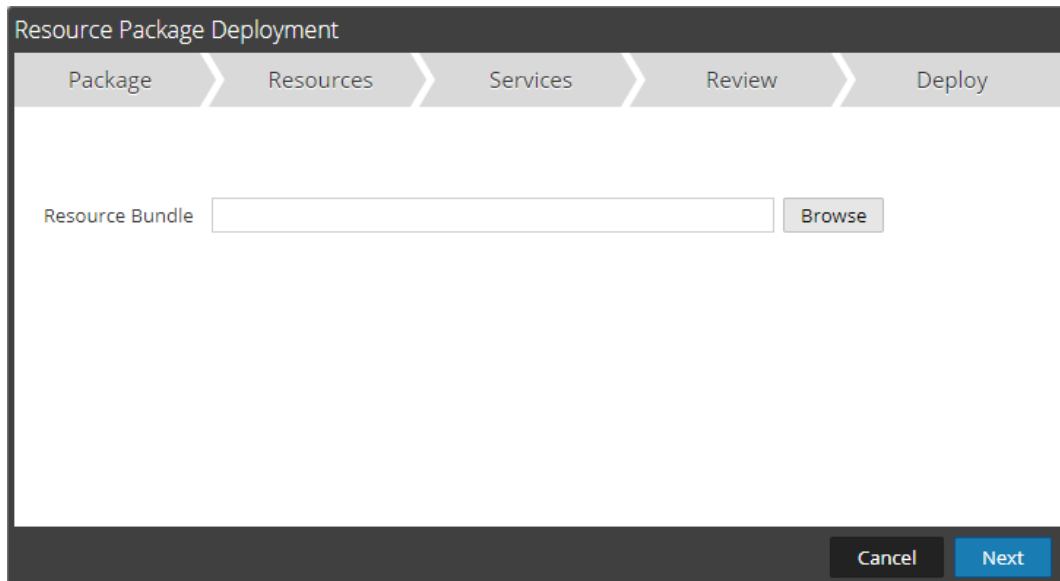 Resource Package Deployment
Package Resources Services Review Deploy
Resource Bundle Browse
Cancel Next